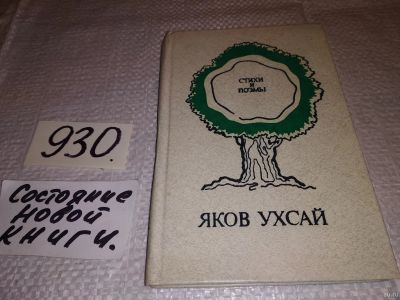 930.
Состояние
новой
книги.
СТИХИ
И
ПОЭМЫ
ЯКОВ УХСАЙ